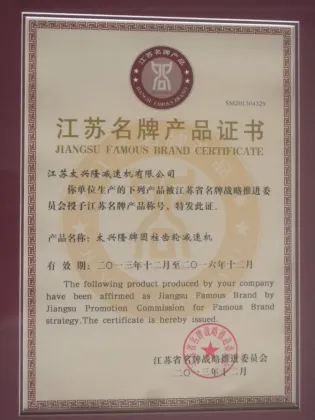 江苏名牌产品
JIANGSU FAMOUS BRAND
江苏名牌产品证书
JIANGSU FAMOUS BRAND CERTIFICATE
江苏太兴隆减速机有限公司
你单位生产的下列产品被江苏省名牌战略推进委
员会授予江苏名牌产品称号，特发此证。
产品名称：太兴隆牌圆柱齿轮减速机
有 效 期：二〇一三年十二月至二〇一六年十二月
The following product produced by your company
have been affirmed as Jiangsu Famous Brand by
Jiangsu Promotion Commission for Famous Brand
strategy.The certificate is hereby issued.
江苏省名牌战略推进委员会
二〇一三年十二月